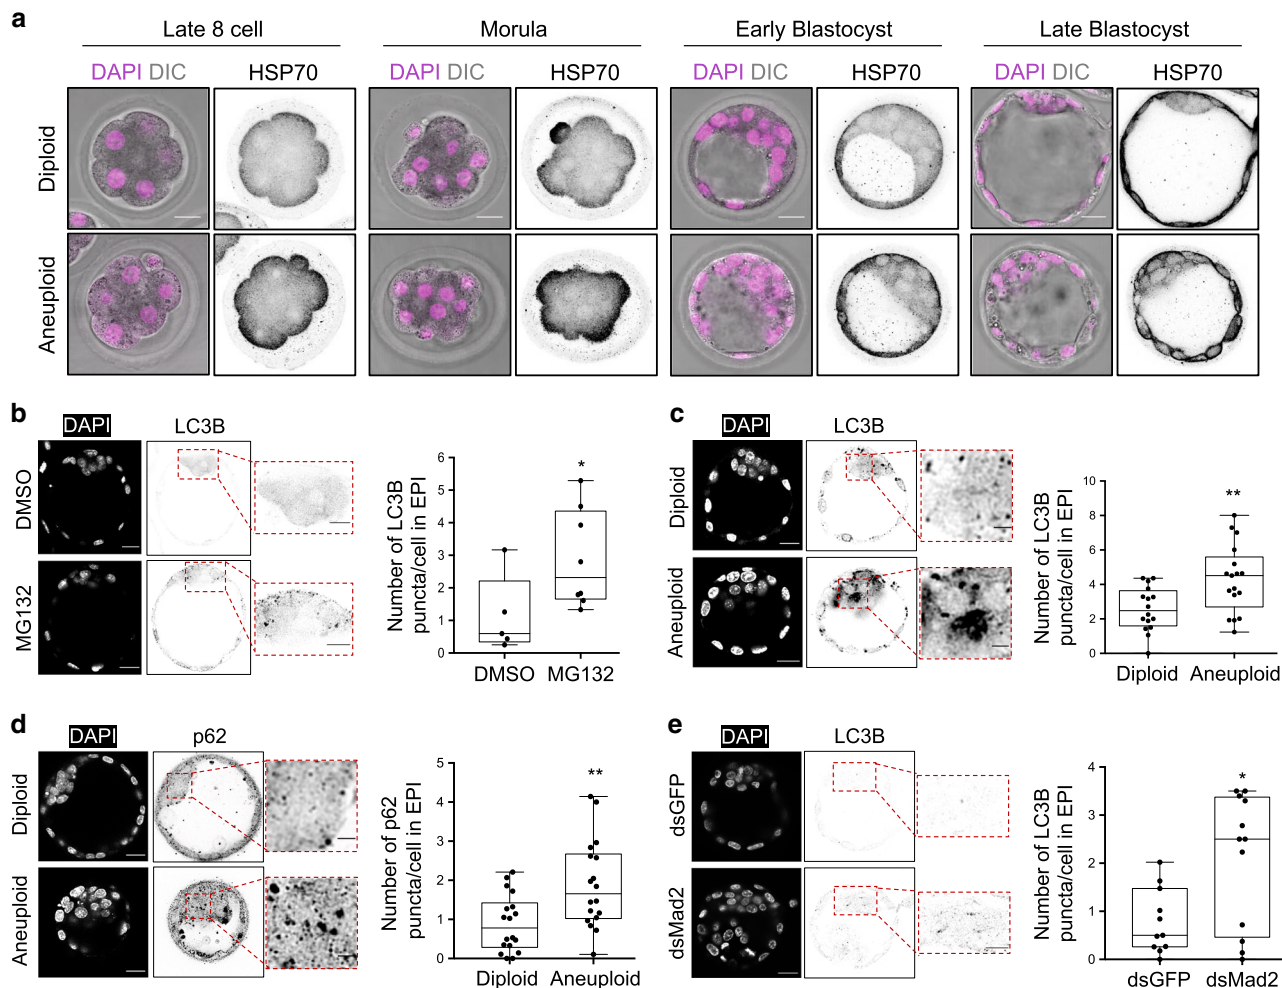 a
Late 8 cell Morula Early Blastocyst Late Blastocyst
DAPI DIC HSP70 DAPI DIC HSP70 DAPI DIC HSP70 DAPI DIC HSP70
Diploid
Aneuploid
b
DAPI LC3B
DMSO
MG132
Number of LC3B
puncta/cell in EPI
6
5
4
3
2
1
0
*
DMSO MG132
c
DAPI LC3B
Diploid
Aneuploid
Number of LC3B
puncta/cell in EPI
10
8
6
4
2
0
**
Diploid Aneuploid
d
DAPI p62
Diploid
Aneuploid
Number of p62
puncta/cell in EPI
5
4
3
2
1
0
**
Diploid Aneuploid
e
DAPI LC3B
dsGFP
dsMad2
Number of LC3B
puncta/cell in EPI
4
3
2
1
0
*
dsGFP dsMad2